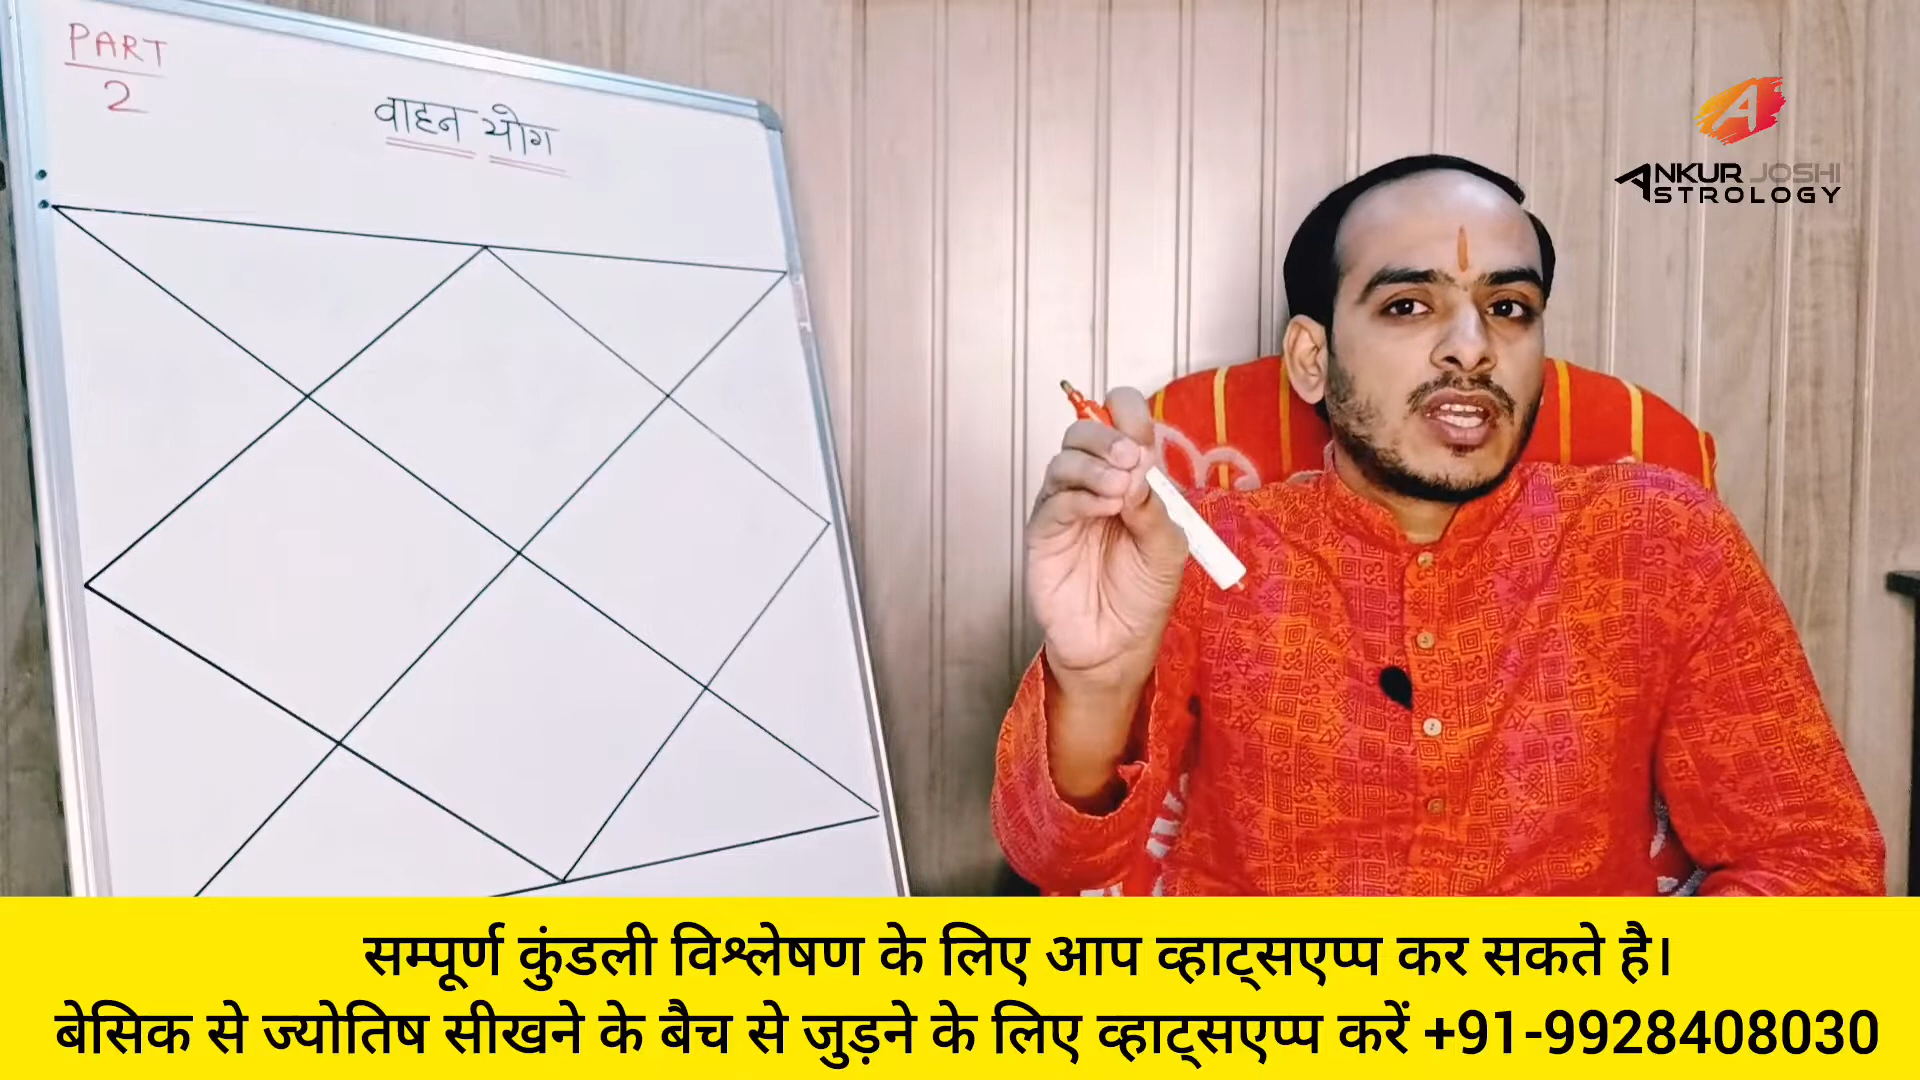 PART
2
वाहन योग
A
ANKUR JOSHI
ASTROLOGY
सम्पूर्ण कुंडली विश्लेषण के लिए आप व्हाट्सएप्प कर सकते है।
बेसिक से ज्योतिष सीखने के बैच से जुड़ने के लिए व्हाट्सएप्प करें +91-9928408030